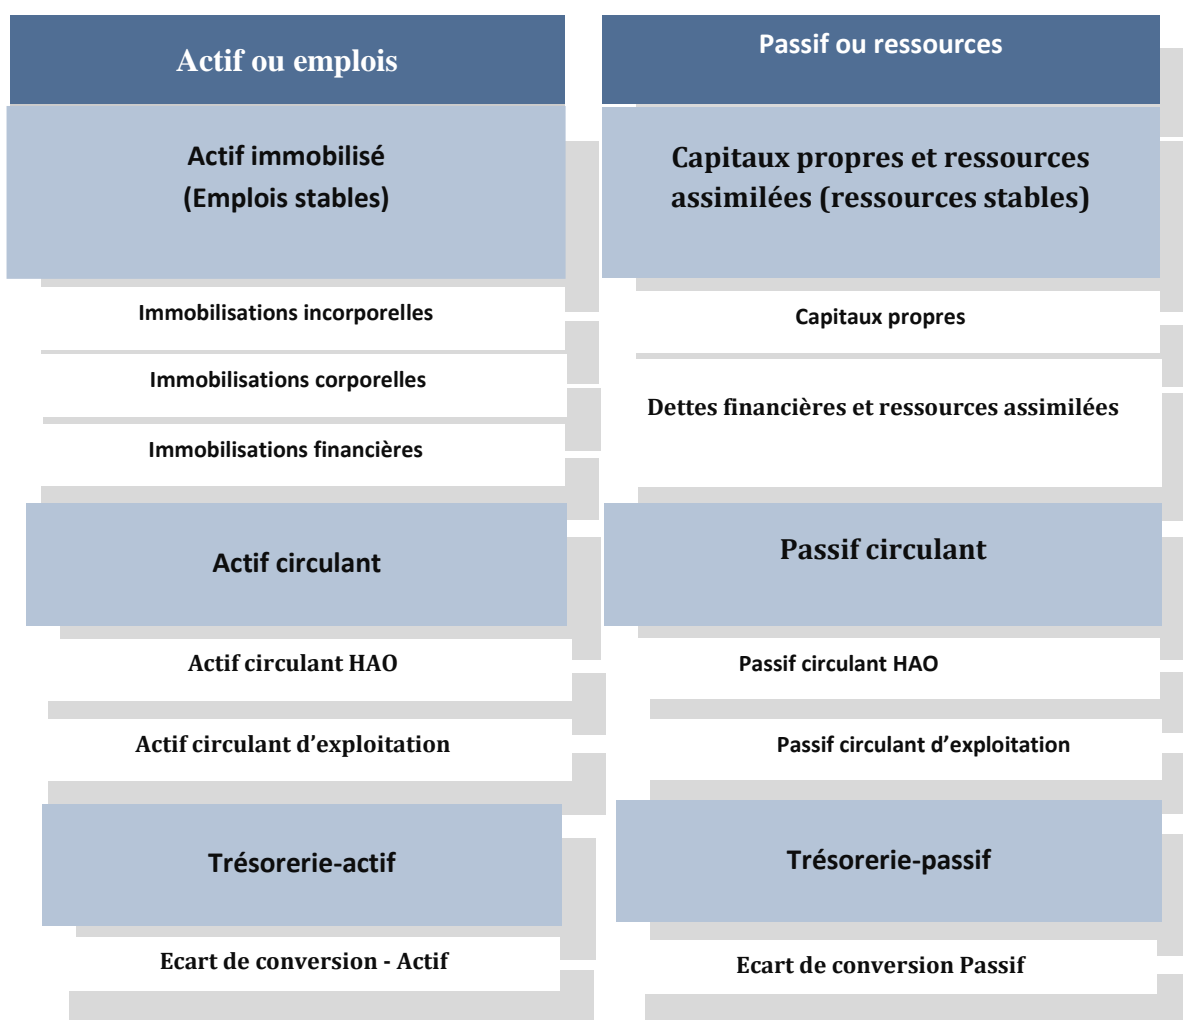 Actif ou emplois
Actif immobilisé
(Emplois stables)
Immobilisations incorporelles
Immobilisations corporelles
Immobilisations financières
Actif circulant
Actif circulant HAO
Actif circulant d’exploitation
Trésorerie-actif
Ecart de conversion - Actif
Passif ou ressources
Capitaux propres et ressources
assimilées (ressources stables)
Capitaux propres
Dettes financières et ressources assimilées
Passif circulant
Passif circulant HAO
Passif circulant d’exploitation
Trésorerie-passif
Ecart de conversion Passif